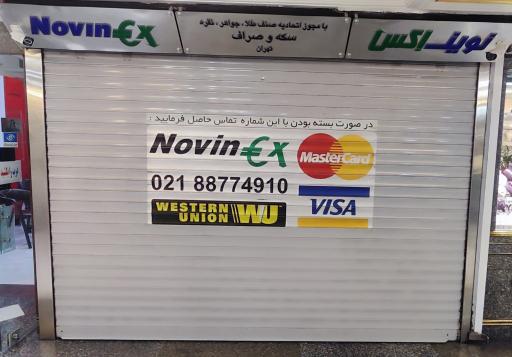 Novin€x
با مجوز اتحادیه صنف طلا، جواهر، نقره
سکه و صراف
تهران
نوینـ اکس
در صورت بسته بودن با این شماره تماس حاصل فرمایید :
Novin€x
MasterCard
021 88774910
WESTERN
UNION WU
VISA